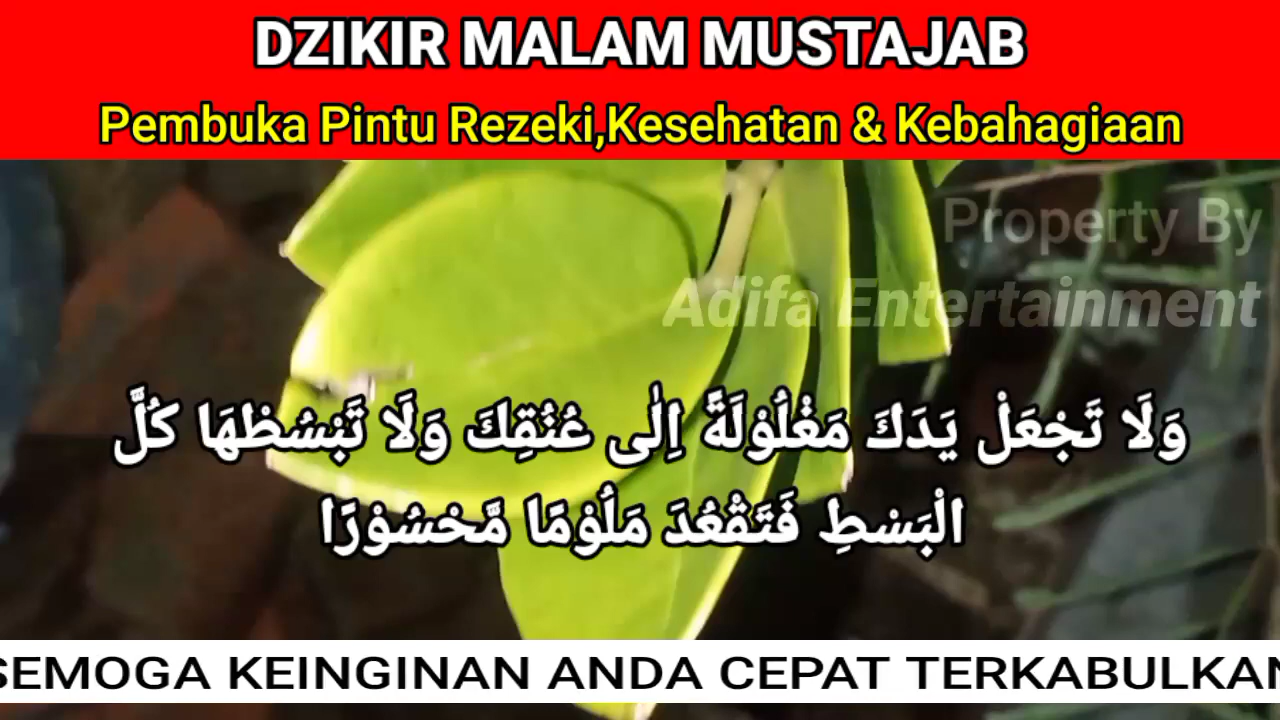 DZIKIR MALAM MUSTAJAB
Pembuka Pintu Rezeki,Kesehatan & Kebahagiaan
Property By
Adifa Entertainment
وَلَا تَجْعَلْ يَدَكَ مَغْلُوْلَةً اِلٰى عُنُقِكَ وَلَا تَبْسُطْهَا كُلَّ
الْبَسْطِ فَتَقْعُدَ مَلُوْمًا مَّحْسُوْرًا
SEMOGA KEINGINAN ANDA CEPAT TERKABULKAN